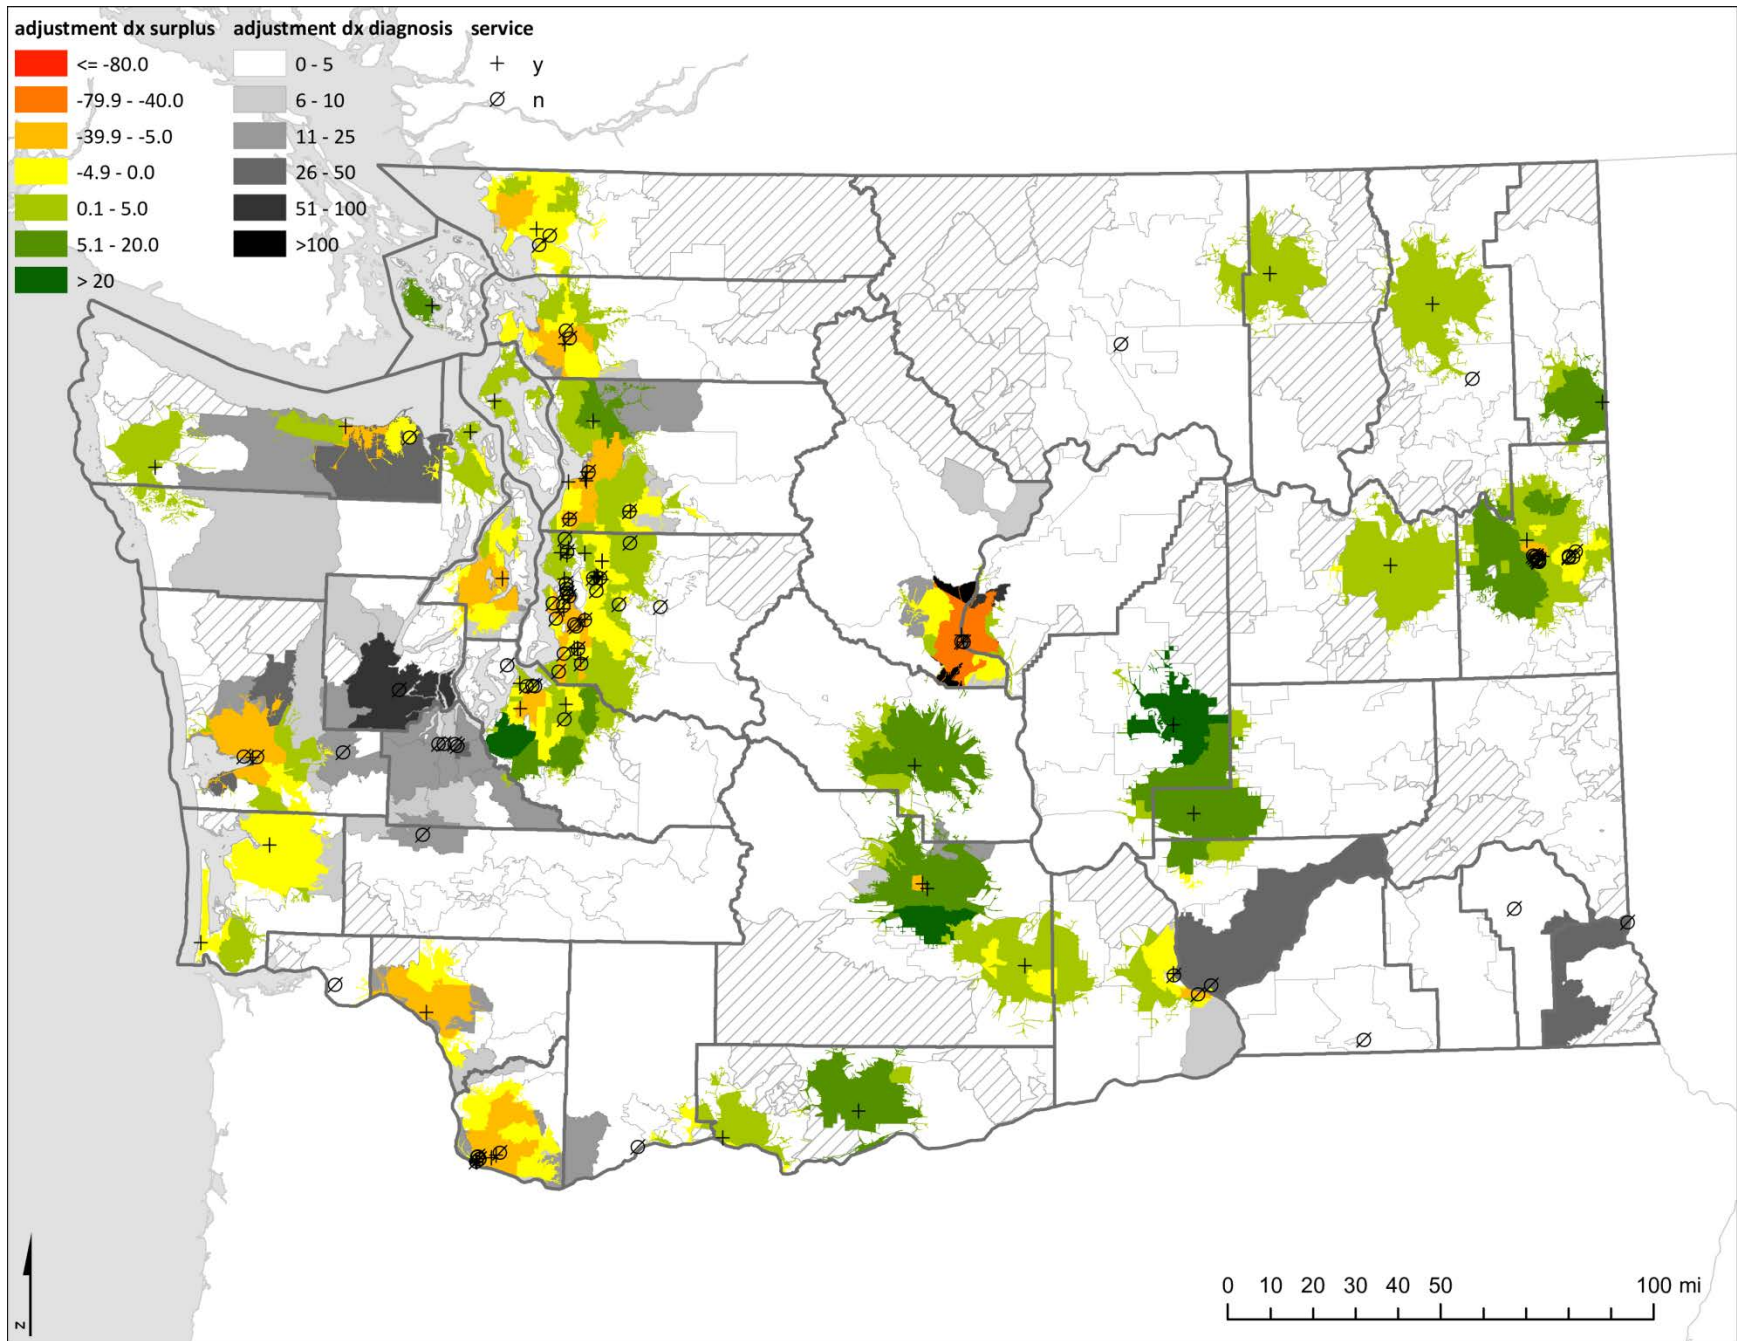 adjustment dx surplus adjustment dx diagnosis service
<= -80.0 0 - 5 y
-79.9 - -40.0 6 - 10 n
-39.9 - -5.0 11 - 25
-4.9 - 0.0 26 - 50
0.1 - 5.0 51 - 100
5.1 - 20.0 >100
> 20
0 10 20 30 40 50 100 mi
N